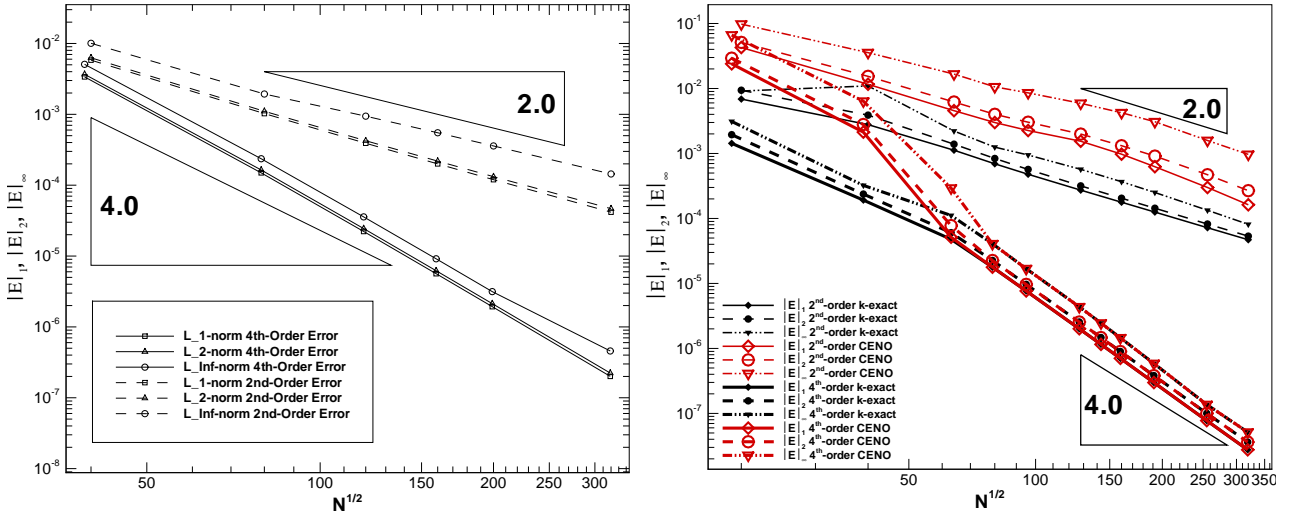 10⁻²
10⁻³
10⁻⁴
10⁻⁵
10⁻⁶
10⁻⁷
10⁻⁸
|E|₁, |E|₂, |E|∞
2.0
4.0
L_1-norm 4th-Order Error
L_2-norm 4th-Order Error
L_Inf-norm 4th-Order Error
L_1-norm 2nd-Order Error
L_2-norm 2nd-Order Error
L_Inf-norm 2nd-Order Error
50 100 150 200 250 300
N^1/2
10⁻¹
10⁻²
10⁻³
10⁻⁴
10⁻⁵
10⁻⁶
10⁻⁷
|E|₁, |E|₂, |E|∞
2.0
|E|₁ 2ⁿᵈ-order k-exact
|E|₂ 2ⁿᵈ-order k-exact
|E|_ 2ⁿᵈ-order k-exact
|E|₁ 2ⁿᵈ-order CENO
|E|₂ 2ⁿᵈ-order CENO
|E|_ 2ⁿᵈ-order CENO
|E|₁ 4ᵗʰ-order k-exact
|E|₂ 4ᵗʰ-order k-exact
|E|_ 4ᵗʰ-order k-exact
|E|₁ 4ᵗʰ-order CENO
|E|₂ 4ᵗʰ-order CENO
|E|_ 4ᵗʰ-order CENO
4.0
50 100 150 200 250 300 350
N^1/2